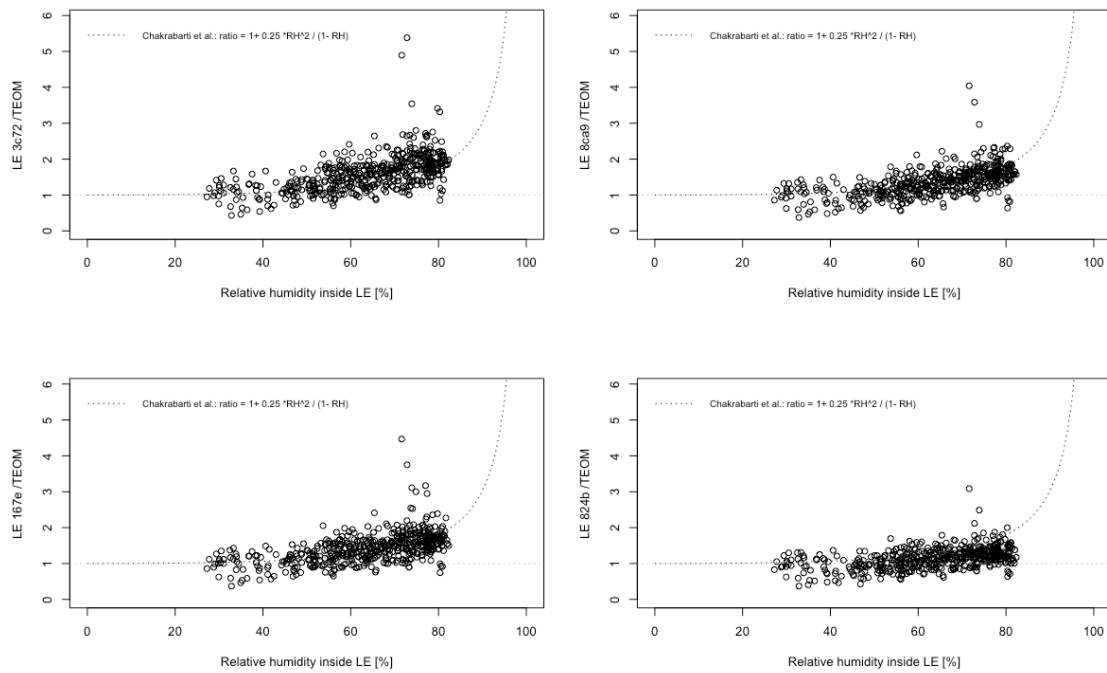 6
5
4
3
2
1
0
LE 3c72 /TEOM
Chakrabarti et al.: ratio = 1+ 0.25 *RH^2 / (1- RH)
0 20 40 60 80 100
Relative humidity inside LE [%]
6
5
4
3
2
1
0
LE 8ca9 /TEOM
Chakrabarti et al.: ratio = 1+ 0.25 *RH^2 / (1- RH)
0 20 40 60 80 100
Relative humidity inside LE [%]
6
5
4
3
2
1
0
LE 167e /TEOM
Chakrabarti et al.: ratio = 1+ 0.25 *RH^2 / (1- RH)
0 20 40 60 80 100
Relative humidity inside LE [%]
6
5
4
3
2
1
0
LE 824b /TEOM
Chakrabarti et al.: ratio = 1+ 0.25 *RH^2 / (1- RH)
0 20 40 60 80 100
Relative humidity inside LE [%]